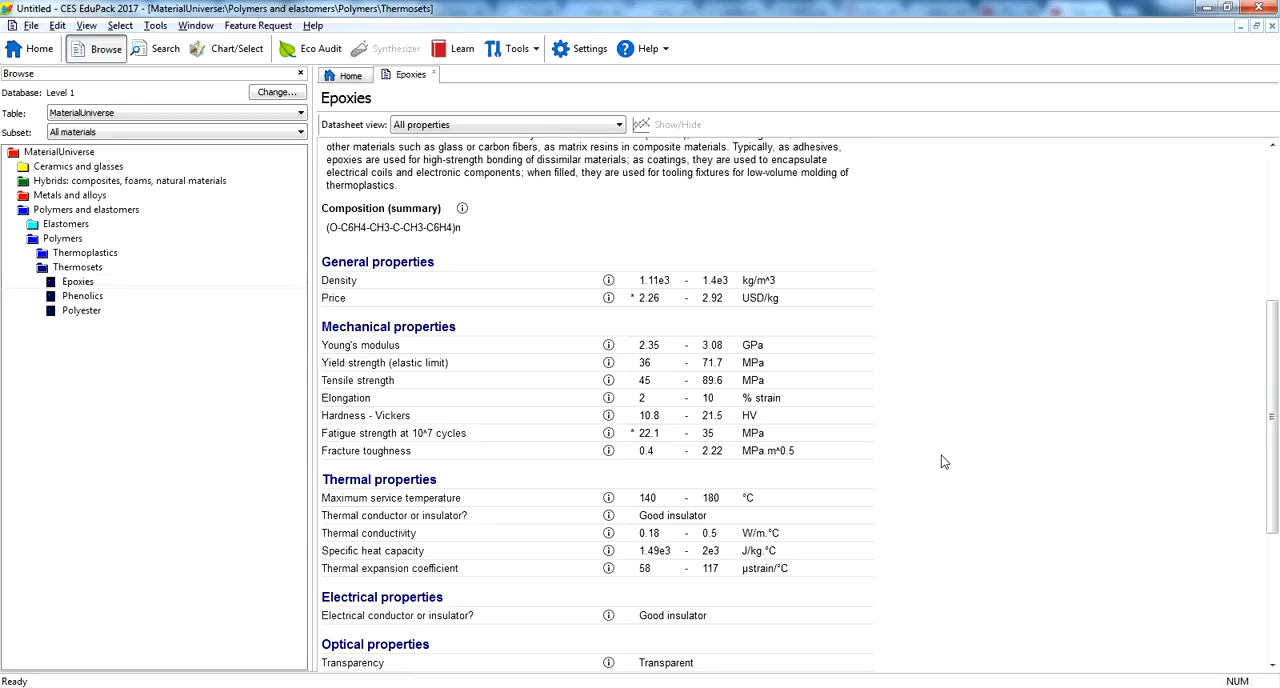 Untitled - CES EduPack 2017 - [MaterialUniverse\Polymers and elastomers\Polymers\Thermosets]
File Edit View Select Tools Window Feature Request Help
Home Browse Search Chart/Select Eco Audit Synthesizer Learn Tools Settings Help
Browse
Database: Level 1 Change...
Table: MaterialUniverse
Subset: All materials
MaterialUniverse
Ceramics and glasses
Hybrids: composites, foams, natural materials
Metals and alloys
Polymers and elastomers
Elastomers
Polymers
Thermoplastics
Thermosets
Epoxies
Phenolics
Polyester
Home Epoxies
Epoxies
Datasheet view: All properties Show/Hide
other materials such as glass or carbon fibers, as matrix resins in composite materials. Typically, as adhesives,
epoxies are used for high-strength bonding of dissimilar materials; as coatings, they are used to encapsulate
electrical coils and electronic components; when filled, they are used for tooling fixtures for low-volume molding of
thermoplastics.
Composition (summary)
(O-C6H4-CH3-C-CH3-C6H4)n
General properties
Density 1.11e3 - 1.4e3 kg/m^3
Price * 2.26 - 2.92 USD/kg
Mechanical properties
Young's modulus 2.35 - 3.08 GPa
Yield strength (elastic limit) 36 - 71.7 MPa
Tensile strength 45 - 89.6 MPa
Elongation 2 - 10 % strain
Hardness - Vickers 10.8 - 21.5 HV
Fatigue strength at 10^7 cycles * 22.1 - 35 MPa
Fracture toughness 0.4 - 2.22 MPa.m^0.5
Thermal properties
Maximum service temperature 140 - 180 °C
Thermal conductor or insulator? Good insulator
Thermal conductivity 0.18 - 0.5 W/m.°C
Specific heat capacity 1.49e3 - 2e3 J/kg.°C
Thermal expansion coefficient 58 - 117 µstrain/°C
Electrical properties
Electrical conductor or insulator? Good insulator
Optical properties
Transparency Transparent
Ready NUM